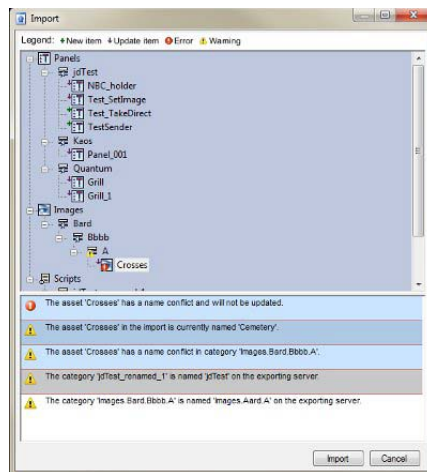 Import
Legend: New item Update item Error Warning
Panels
jdTest
NBC_holder
Test_SetImage
Test_TakeDirect
TestSender
Kaos
Panel_001
Quantum
Grill
Grill_1
Images
Bard
Bbbb
A
Crosses
Scripts
The asset 'Crosses' has a name conflict and will not be updated.
The asset 'Crosses' in the import is currently named 'Cemetery'.
The asset 'Crosses' has a name conflict in category 'Images.Bard.Bbbb.A'.
The category 'jdTest_renamed_1' is named 'jdTest' on the exporting server.
The category 'Images.Bard.Bbbb.A' is named 'Images.Aard.A' on the exporting server.
Import Cancel